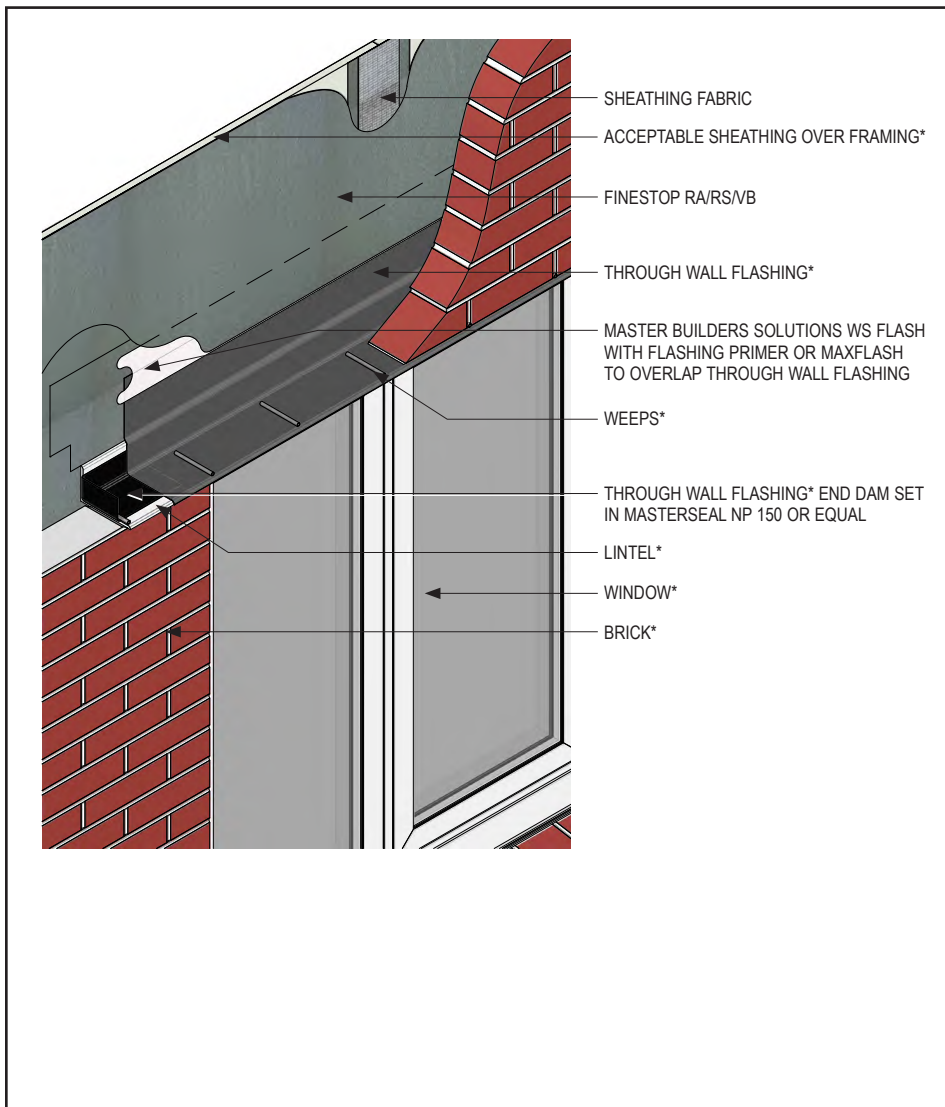 SHEATHING FABRIC
ACCEPTABLE SHEATHING OVER FRAMING*
FINESTOP RA/RS/VB
THROUGH WALL FLASHING*
MASTER BUILDERS SOLUTIONS WS FLASH
WITH FLASHING PRIMER OR MAXFLASH
TO OVERLAP THROUGH WALL FLASHING
WEEPS*
THROUGH WALL FLASHING* END DAM SET
IN MASTERSEAL NP 150 OR EQUAL
LINTEL*
WINDOW*
BRICK*